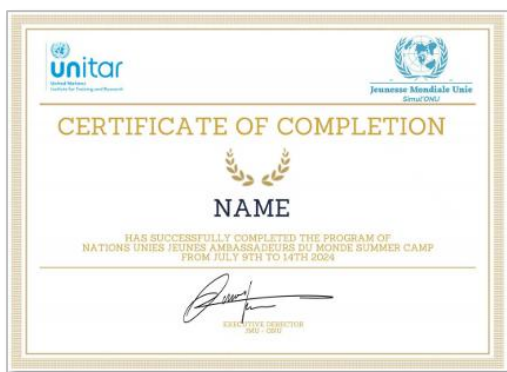 unitar
United Nations
Institute for Training and Research
Jeunesse Mondiale Unie
Simul'ONU
CERTIFICATE OF COMPLETION
NAME
HAS SUCCESSFULLY COMPLETED THE PROGRAM OF
NATIONS UNIES JEUNES AMBASSADEURS DU MONDE SUMMER CAMP
FROM JULY 9TH TO 14TH 2024
EXECUTIVE DIRECTOR
JMU - ONU